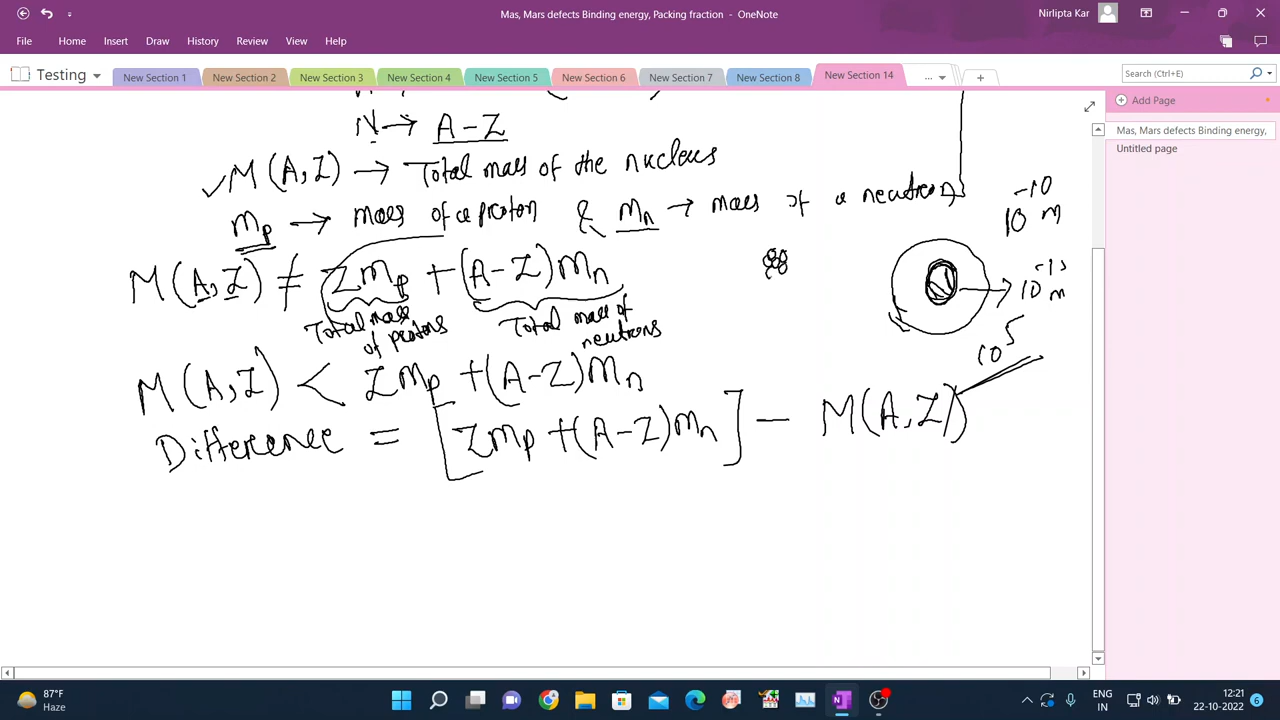 Mas, Mars defects Binding energy, Packing fraction - OneNote
Nirlipta Kar
File Home Insert Draw History Review View Help
Testing
New Section 1 New Section 2 New Section 3 New Section 4 New Section 5 New Section 6 New Section 7 New Section 8 New Section 14 ...
Search (Ctrl+E)
Add Page
Mas, Mars defects Binding energy,
Untitled page
N → A-Z
M(A,Z) → Total mass of the nucleus
mp → mass of a proton & mn → mass of a neutron
10⁻¹⁰ m
M(A,Z) ≠ Zmp + (A-Z)mn
Total mass of protons
Total mass of neutrons
10⁵
M(A,Z) < Zmp + (A-Z)mn
Difference = [Zmp + (A-Z)mn] - M(A,Z)
87°F
Haze
ENG
IN
12:21
22-10-2022
6